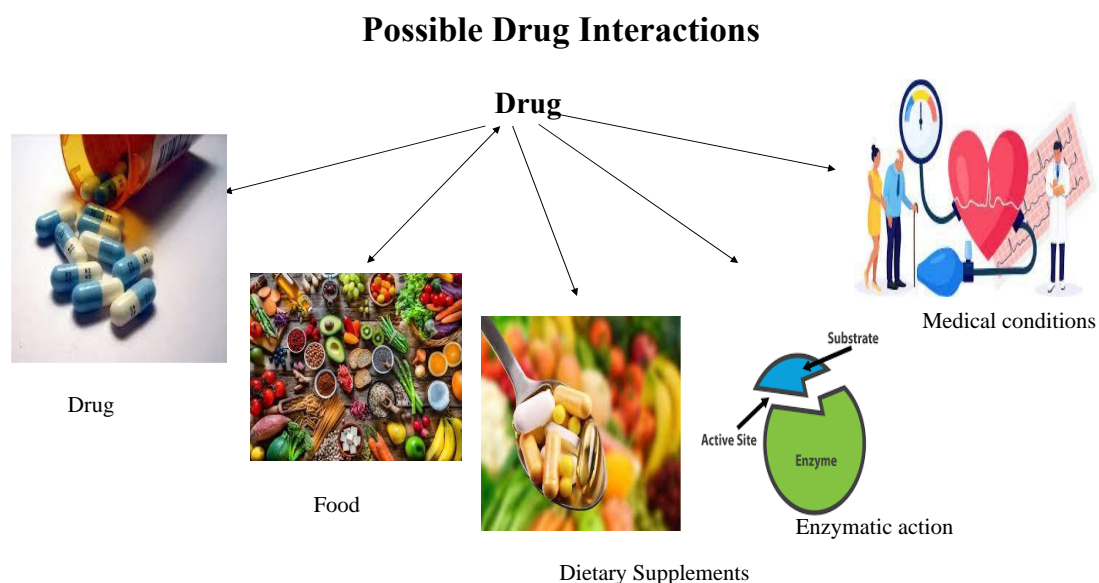 Possible Drug Interactions
Drug
Medical conditions
Substrate
Drug
Active Site
Enzyme
Food
Enzymatic action
Dietary Supplements